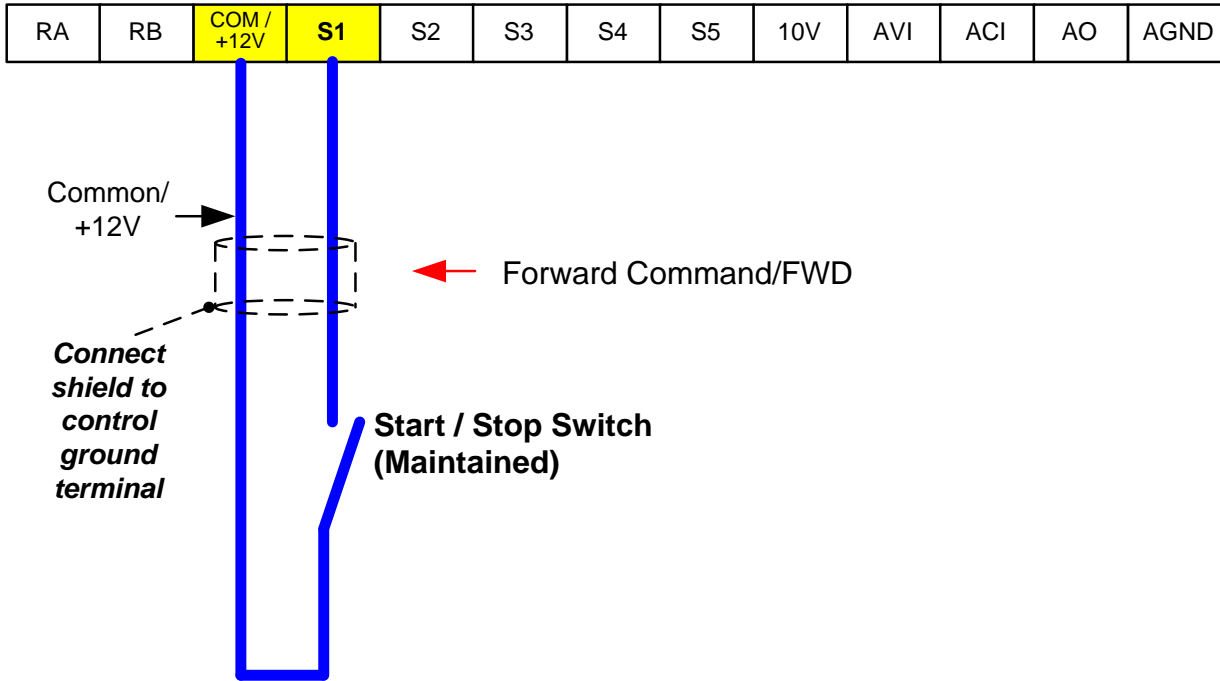 RA RB COM / +12V S1 S2 S3 S4 S5 10V AVI ACI AO AGND
Common/
+12V
Forward Command/FWD
Connect
shield to
control
ground
terminal
Start / Stop Switch
(Maintained)